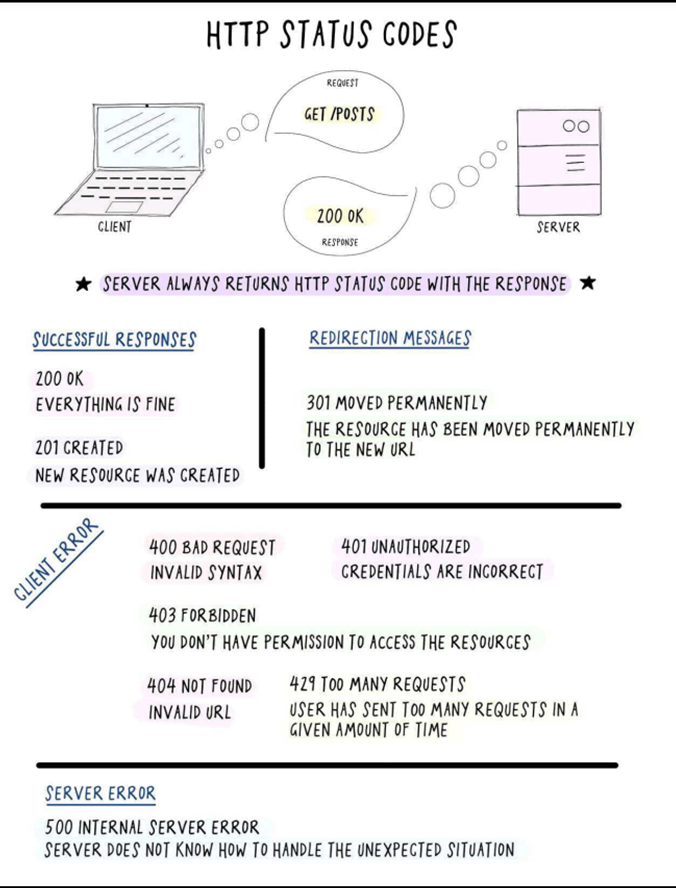 HTTP STATUS CODES
REQUEST
GET /POSTS
CLIENT
200 OK
RESPONSE
SERVER
★ SERVER ALWAYS RETURNS HTTP STATUS CODE WITH THE RESPONSE ★
SUCCESSFUL RESPONSES
200 OK
EVERYTHING IS FINE
201 CREATED
NEW RESOURCE WAS CREATED
REDIRECTION MESSAGES
301 MOVED PERMANENTLY
THE RESOURCE HAS BEEN MOVED PERMANENTLY
TO THE NEW URL
CLIENT ERROR
400 BAD REQUEST
INVALID SYNTAX
401 UNAUTHORIZED
CREDENTIALS ARE INCORRECT
403 FORBIDDEN
YOU DON'T HAVE PERMISSION TO ACCESS THE RESOURCES
404 NOT FOUND
INVALID URL
429 TOO MANY REQUESTS
USER HAS SENT TOO MANY REQUESTS IN A
GIVEN AMOUNT OF TIME
SERVER ERROR
500 INTERNAL SERVER ERROR
SERVER DOES NOT KNOW HOW TO HANDLE THE UNEXPECTED SITUATION